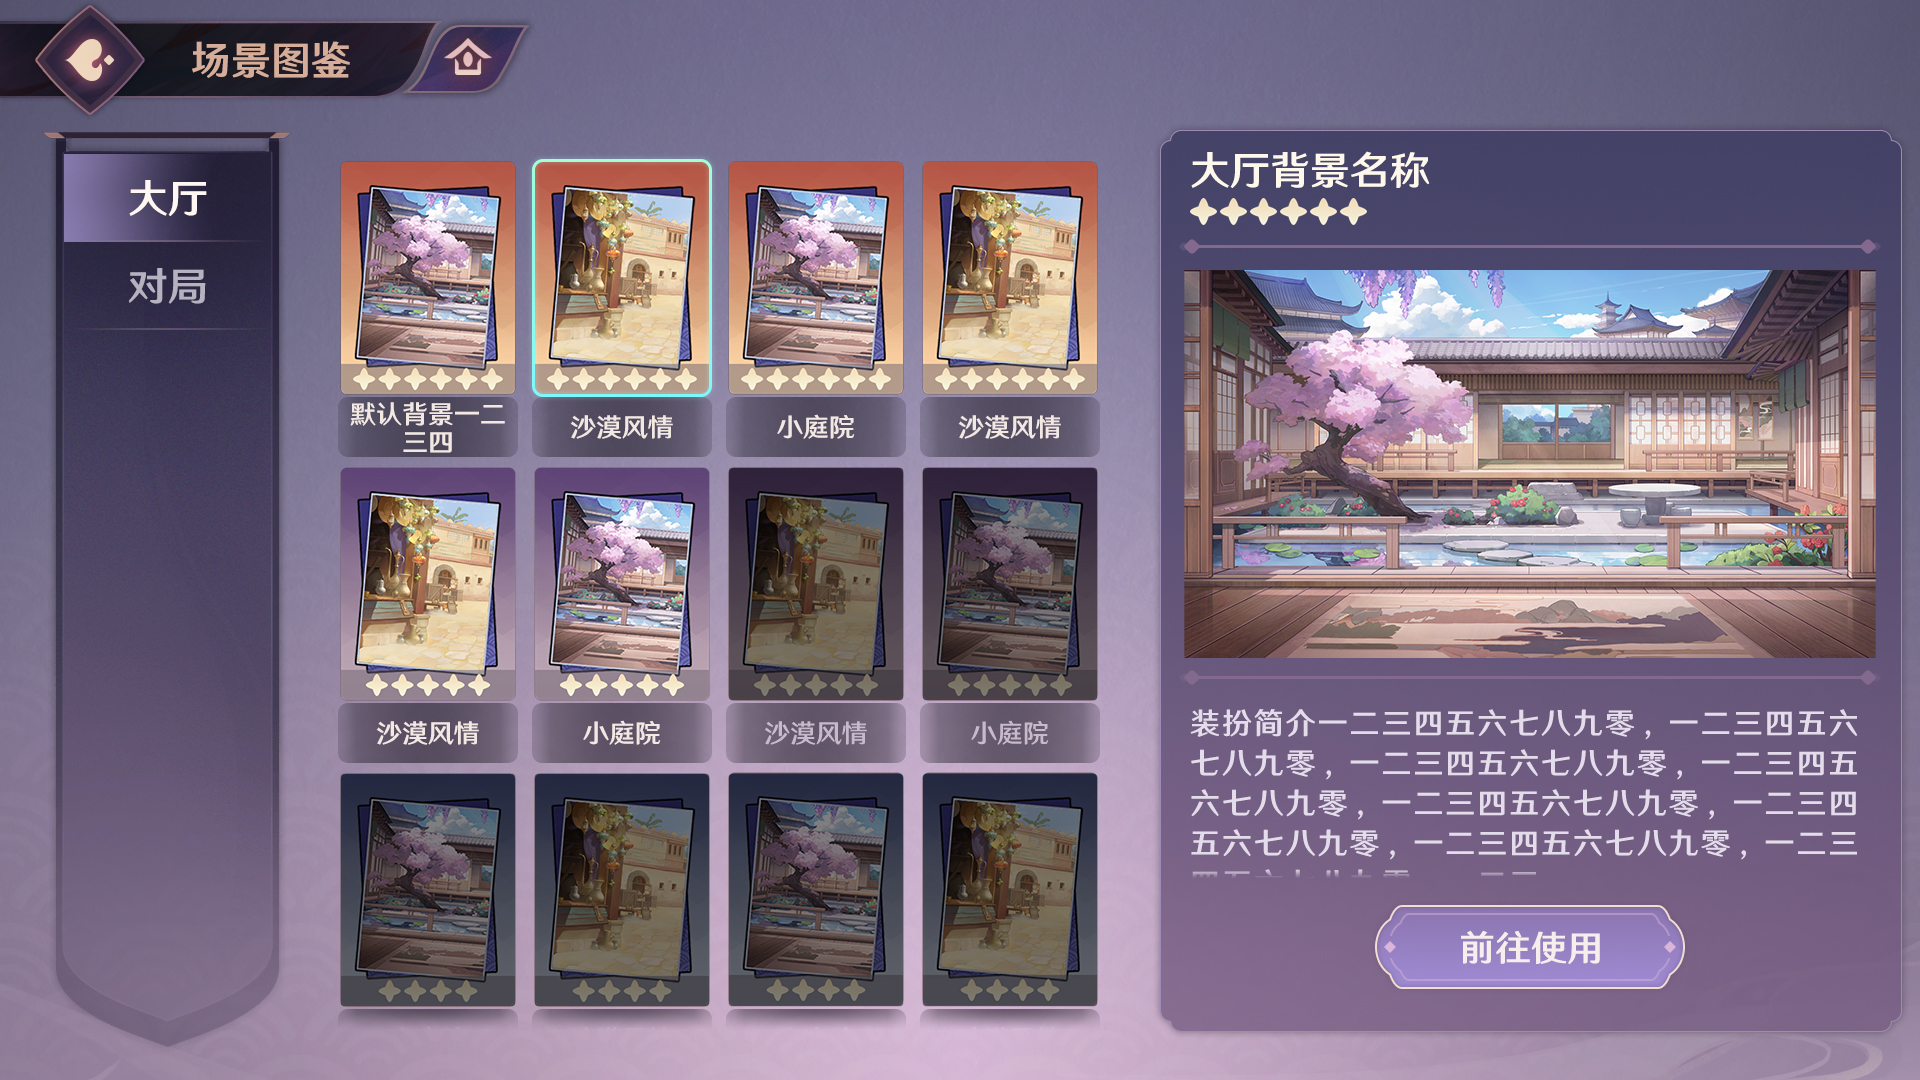 场景图鉴
大厅
对局
默认背景一二
三四
沙漠风情
小庭院
沙漠风情
沙漠风情
小庭院
沙漠风情
小庭院
大厅背景名称
装扮简介一二三四五六七八九零，一二三四五六
七八九零，一二三四五六七八九零，一二三四五
六七八九零，一二三四五六七八九零，一二三四
五六七八九零，一二三四五六七八九零，一二三
前往使用